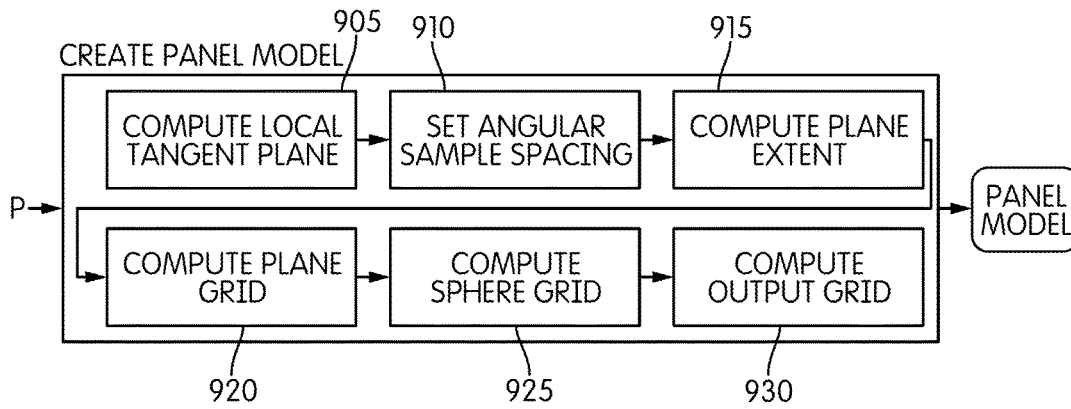 905
910
915
CREATE PANEL MODEL
COMPUTE LOCAL
TANGENT PLANE
SET ANGULAR
SAMPLE SPACING
COMPUTE PLANE
EXTENT
P
PANEL
MODEL
COMPUTE PLANE
GRID
COMPUTE
SPHERE GRID
COMPUTE
OUTPUT GRID
920
925
930